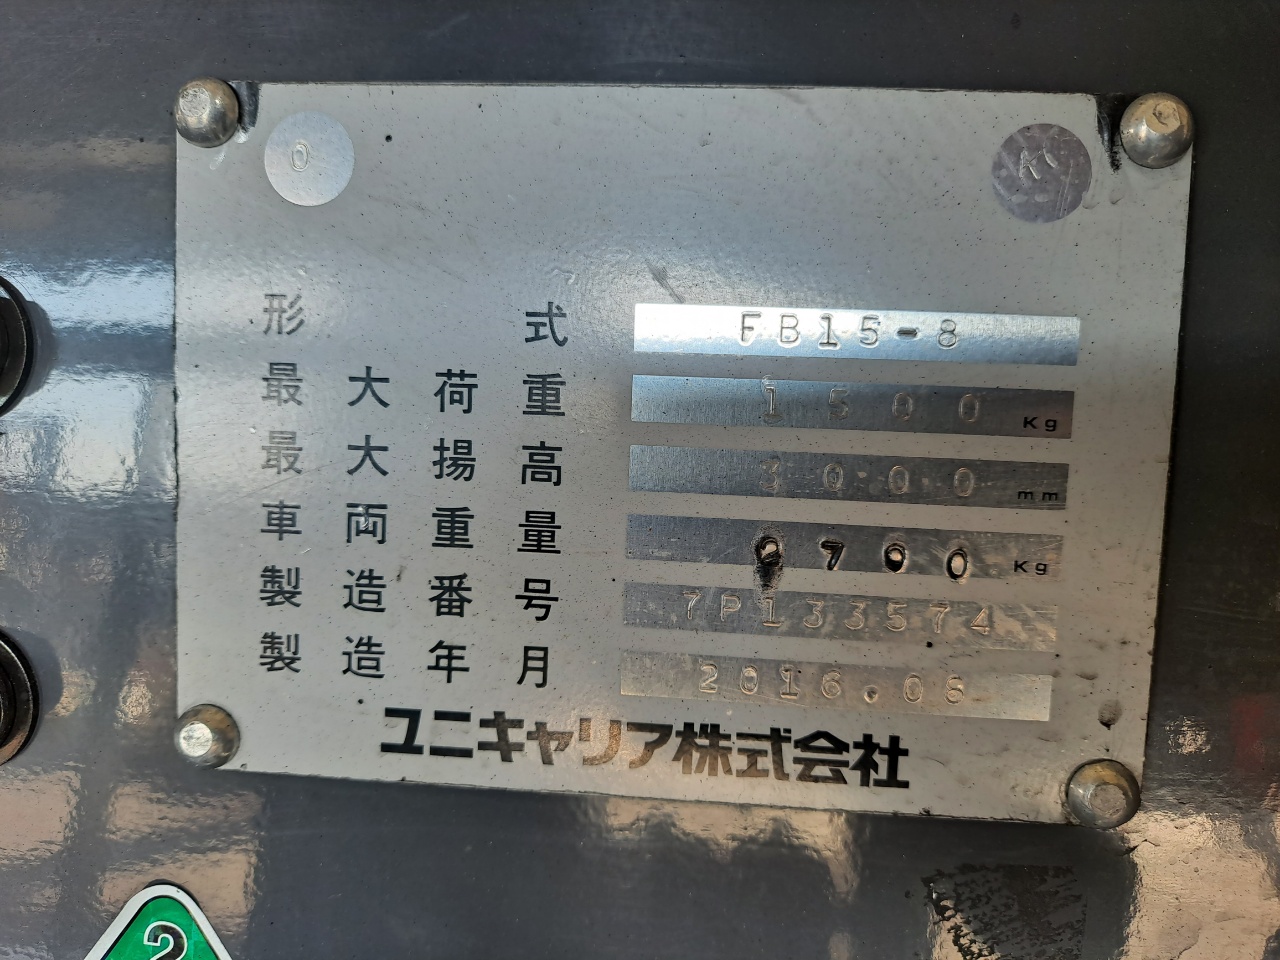 0
K
形式 FB15-8
最大荷重 1500 Kg
最大揚高 3000 mm
車両重量 Kg
製造番号 7P133574
製造年月 2016.06
ユニキャリア株式会社
2